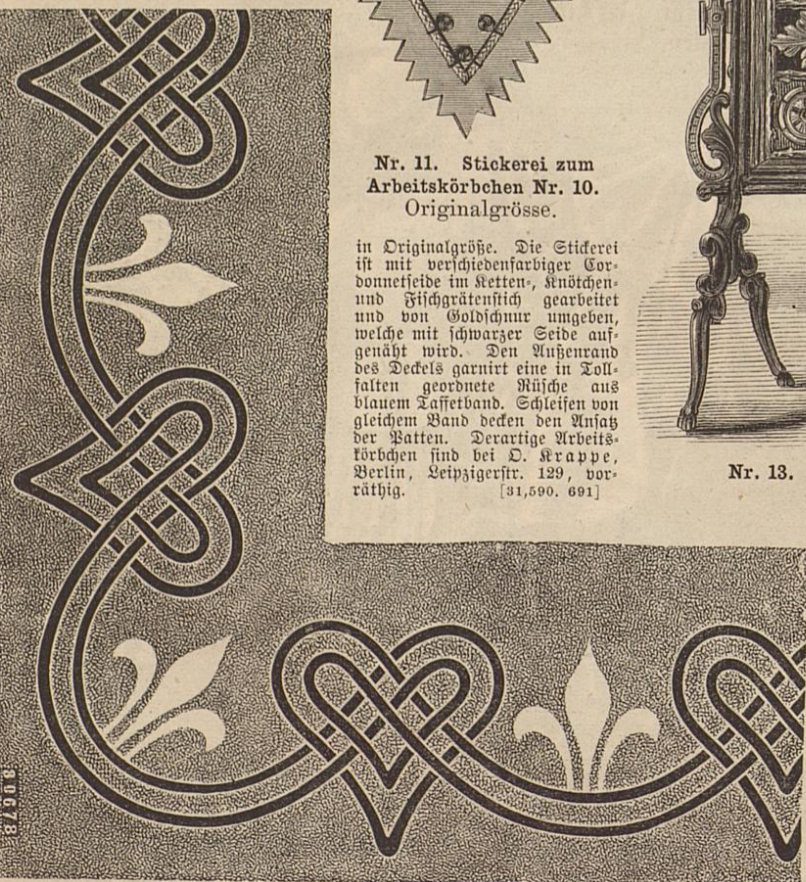 Nr. 11. Stickerei zum
Arbeitskörbchen Nr. 10.
Originalgrösse.
in Originalgröße. Die Stickerei
ist mit verschiedenfarbiger Cor-
donnetseide im Ketten-, Knötchen-
und Fischgrätenstich gearbeitet
und von Goldschnur umgeben,
welche mit schwarzer Seide auf-
genäht wird. Den Außenrand
des Deckels garnirt eine in Toll-
falten geordnete Rüsche aus
blauem Taffetband. Schleifen von
gleichem Band decken den Ansatz
der Patten. Derartige Arbeits-
körbchen sind bei O. Krappe,
Berlin, Leipzigerstr. 129, vor-
räthig. [31,590. 691]
Nr. 13.
80678